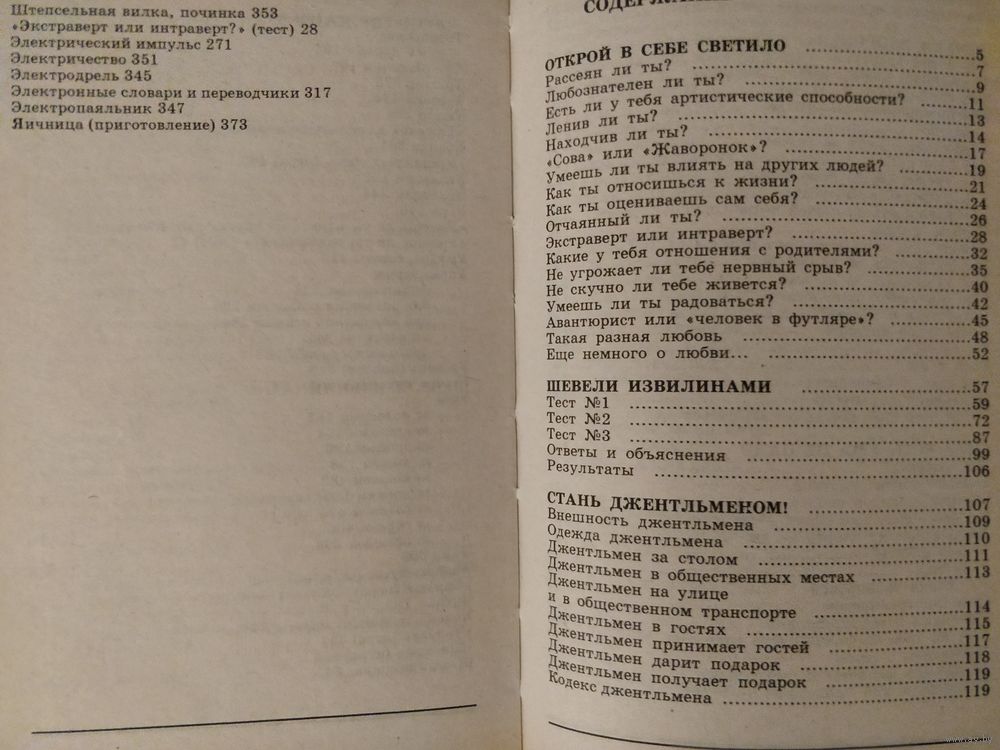 Штепсельная вилка, починка 353
«Экстраверт или интраверт?» (тест) 28
Электрический импульс 271
Электричество 351
Электродрель 345
Электронные словари и переводчики 317
Электропаяльник 347
Яичница (приготовление) 373
ОТКРОЙ В СЕБЕ СВЕТИЛО ..... 5
Рассеян ли ты? ..... 7
Любознателен ли ты? ..... 9
Есть ли у тебя артистические способности? ..... 11
Ленив ли ты? ..... 13
Находчив ли ты? ..... 14
«Сова» или «Жаворонок»? ..... 17
Умеешь ли ты влиять на других людей? ..... 19
Как ты относишься к жизни? ..... 21
Как ты оцениваешь сам себя? ..... 24
Отчаянный ли ты? ..... 26
Экстраверт или интраверт? ..... 28
Какие у тебя отношения с родителями? ..... 32
Не угрожает ли тебе нервный срыв? ..... 35
Не скучно ли тебе живется? ..... 40
Умеешь ли ты радоваться? ..... 42
Авантюрист или «человек в футляре»? ..... 45
Такая разная любовь ..... 48
Еще немного о любви... ..... 52
ШЕВЕЛИ ИЗВИЛИНАМИ ..... 57
Тест №1 ..... 59
Тест №2 ..... 72
Тест №3 ..... 87
Ответы и объяснения ..... 99
Результаты ..... 106
СТАНЬ ДЖЕНТЛЬМЕНОМ! ..... 107
Внешность джентльмена ..... 109
Одежда джентльмена ..... 110
Джентльмен за столом ..... 111
Джентльмен в общественных местах ..... 113
Джентльмен на улице
и в общественном транспорте ..... 114
Джентльмен в гостях ..... 115
Джентльмен принимает гостей ..... 117
Джентльмен дарит подарок ..... 118
Джентльмен получает подарок ..... 119
Кодекс джентльмена ..... 119